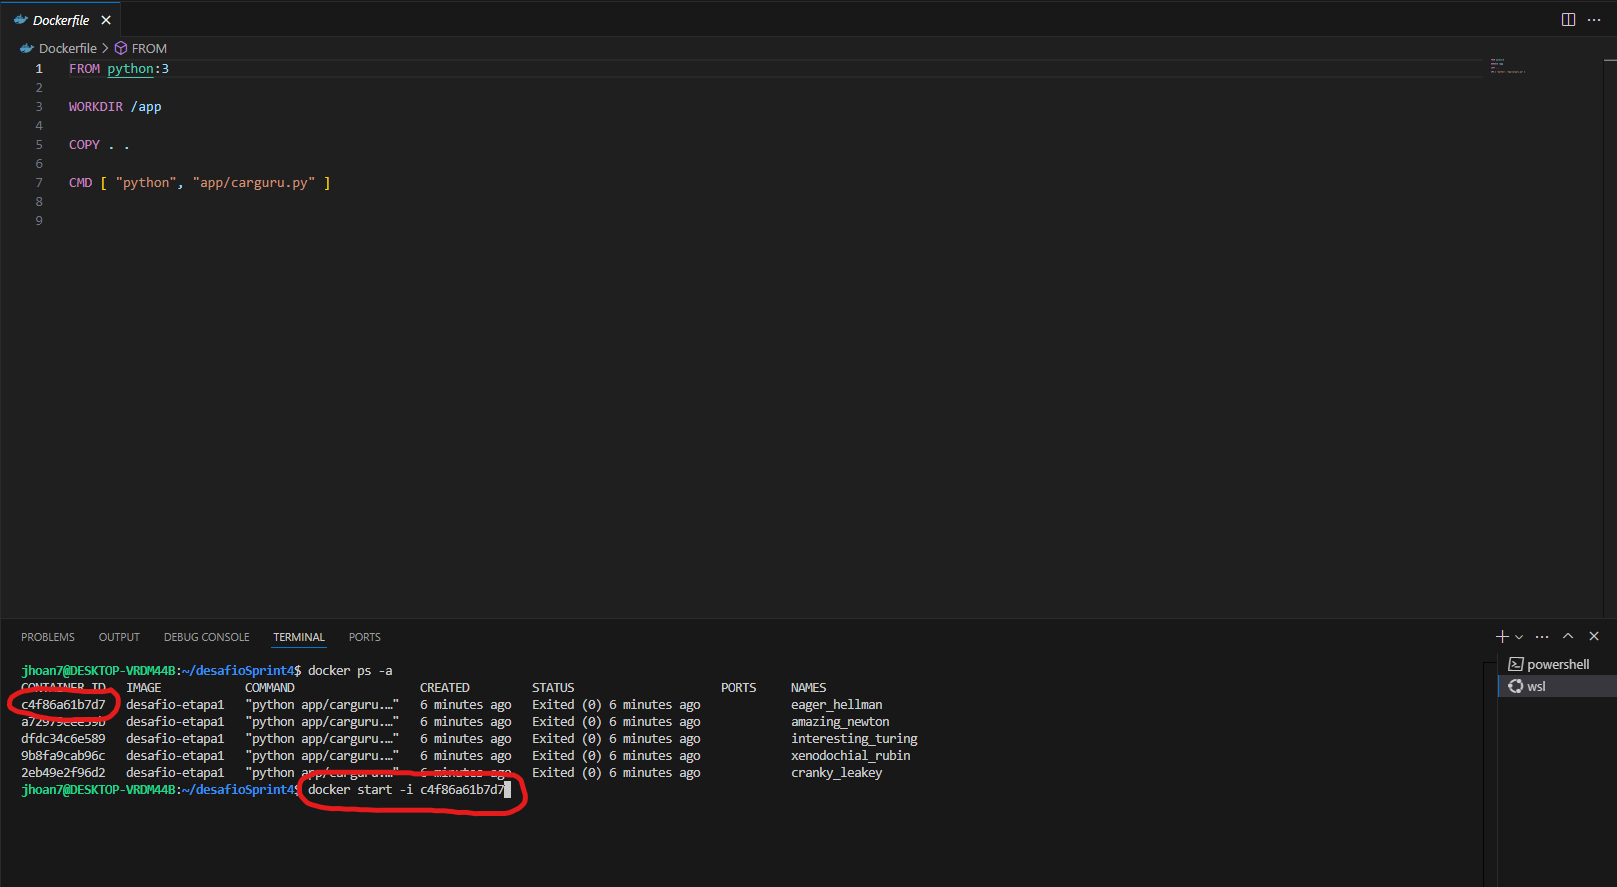 Dockerfile
Dockerfile > FROM
1 FROM python:3
2
3 WORKDIR /app
4
5 COPY . .
6
7 CMD [ "python", "app/carguru.py" ]
8
9
PROBLEMS OUTPUT DEBUG CONSOLE TERMINAL PORTS
powershell
wsl
jhoan7@DESKTOP-VRDM44B:~/desafioSprint4$ docker ps -a
CONTAINER ID IMAGE COMMAND CREATED STATUS PORTS NAMES
c4f86a61b7d7 desafio-etapa1 "python app/carguru.…" 6 minutes ago Exited (0) 6 minutes ago eager_hellman
a72979eee59b desafio-etapa1 "python app/carguru.…" 6 minutes ago Exited (0) 6 minutes ago amazing_newton
dfdc34c6e589 desafio-etapa1 "python app/carguru.…" 6 minutes ago Exited (0) 6 minutes ago interesting_turing
9b8fa9cab96c desafio-etapa1 "python app/carguru.…" 6 minutes ago Exited (0) 6 minutes ago xenodochial_rubin
2eb49e2f96d2 desafio-etapa1 "python app/carguru.…" 6 minutes ago Exited (0) 6 minutes ago cranky_leakey
jhoan7@DESKTOP-VRDM44B:~/desafioSprint4$ docker start -i c4f86a61b7d7